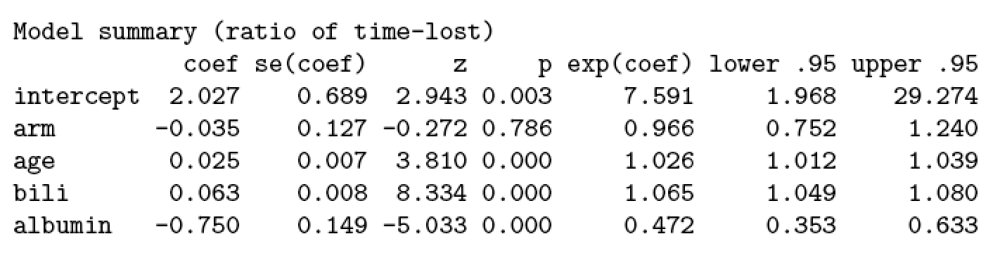 Model summary (ratio of time-lost)
coef se(coef) z p exp(coef) lower .95 upper .95
intercept 2.027 0.689 2.943 0.003 7.591 1.968 29.274
arm -0.035 0.127 -0.272 0.786 0.966 0.752 1.240
age 0.025 0.007 3.810 0.000 1.026 1.012 1.039
bili 0.063 0.008 8.334 0.000 1.065 1.049 1.080
albumin -0.750 0.149 -5.033 0.000 0.472 0.353 0.633